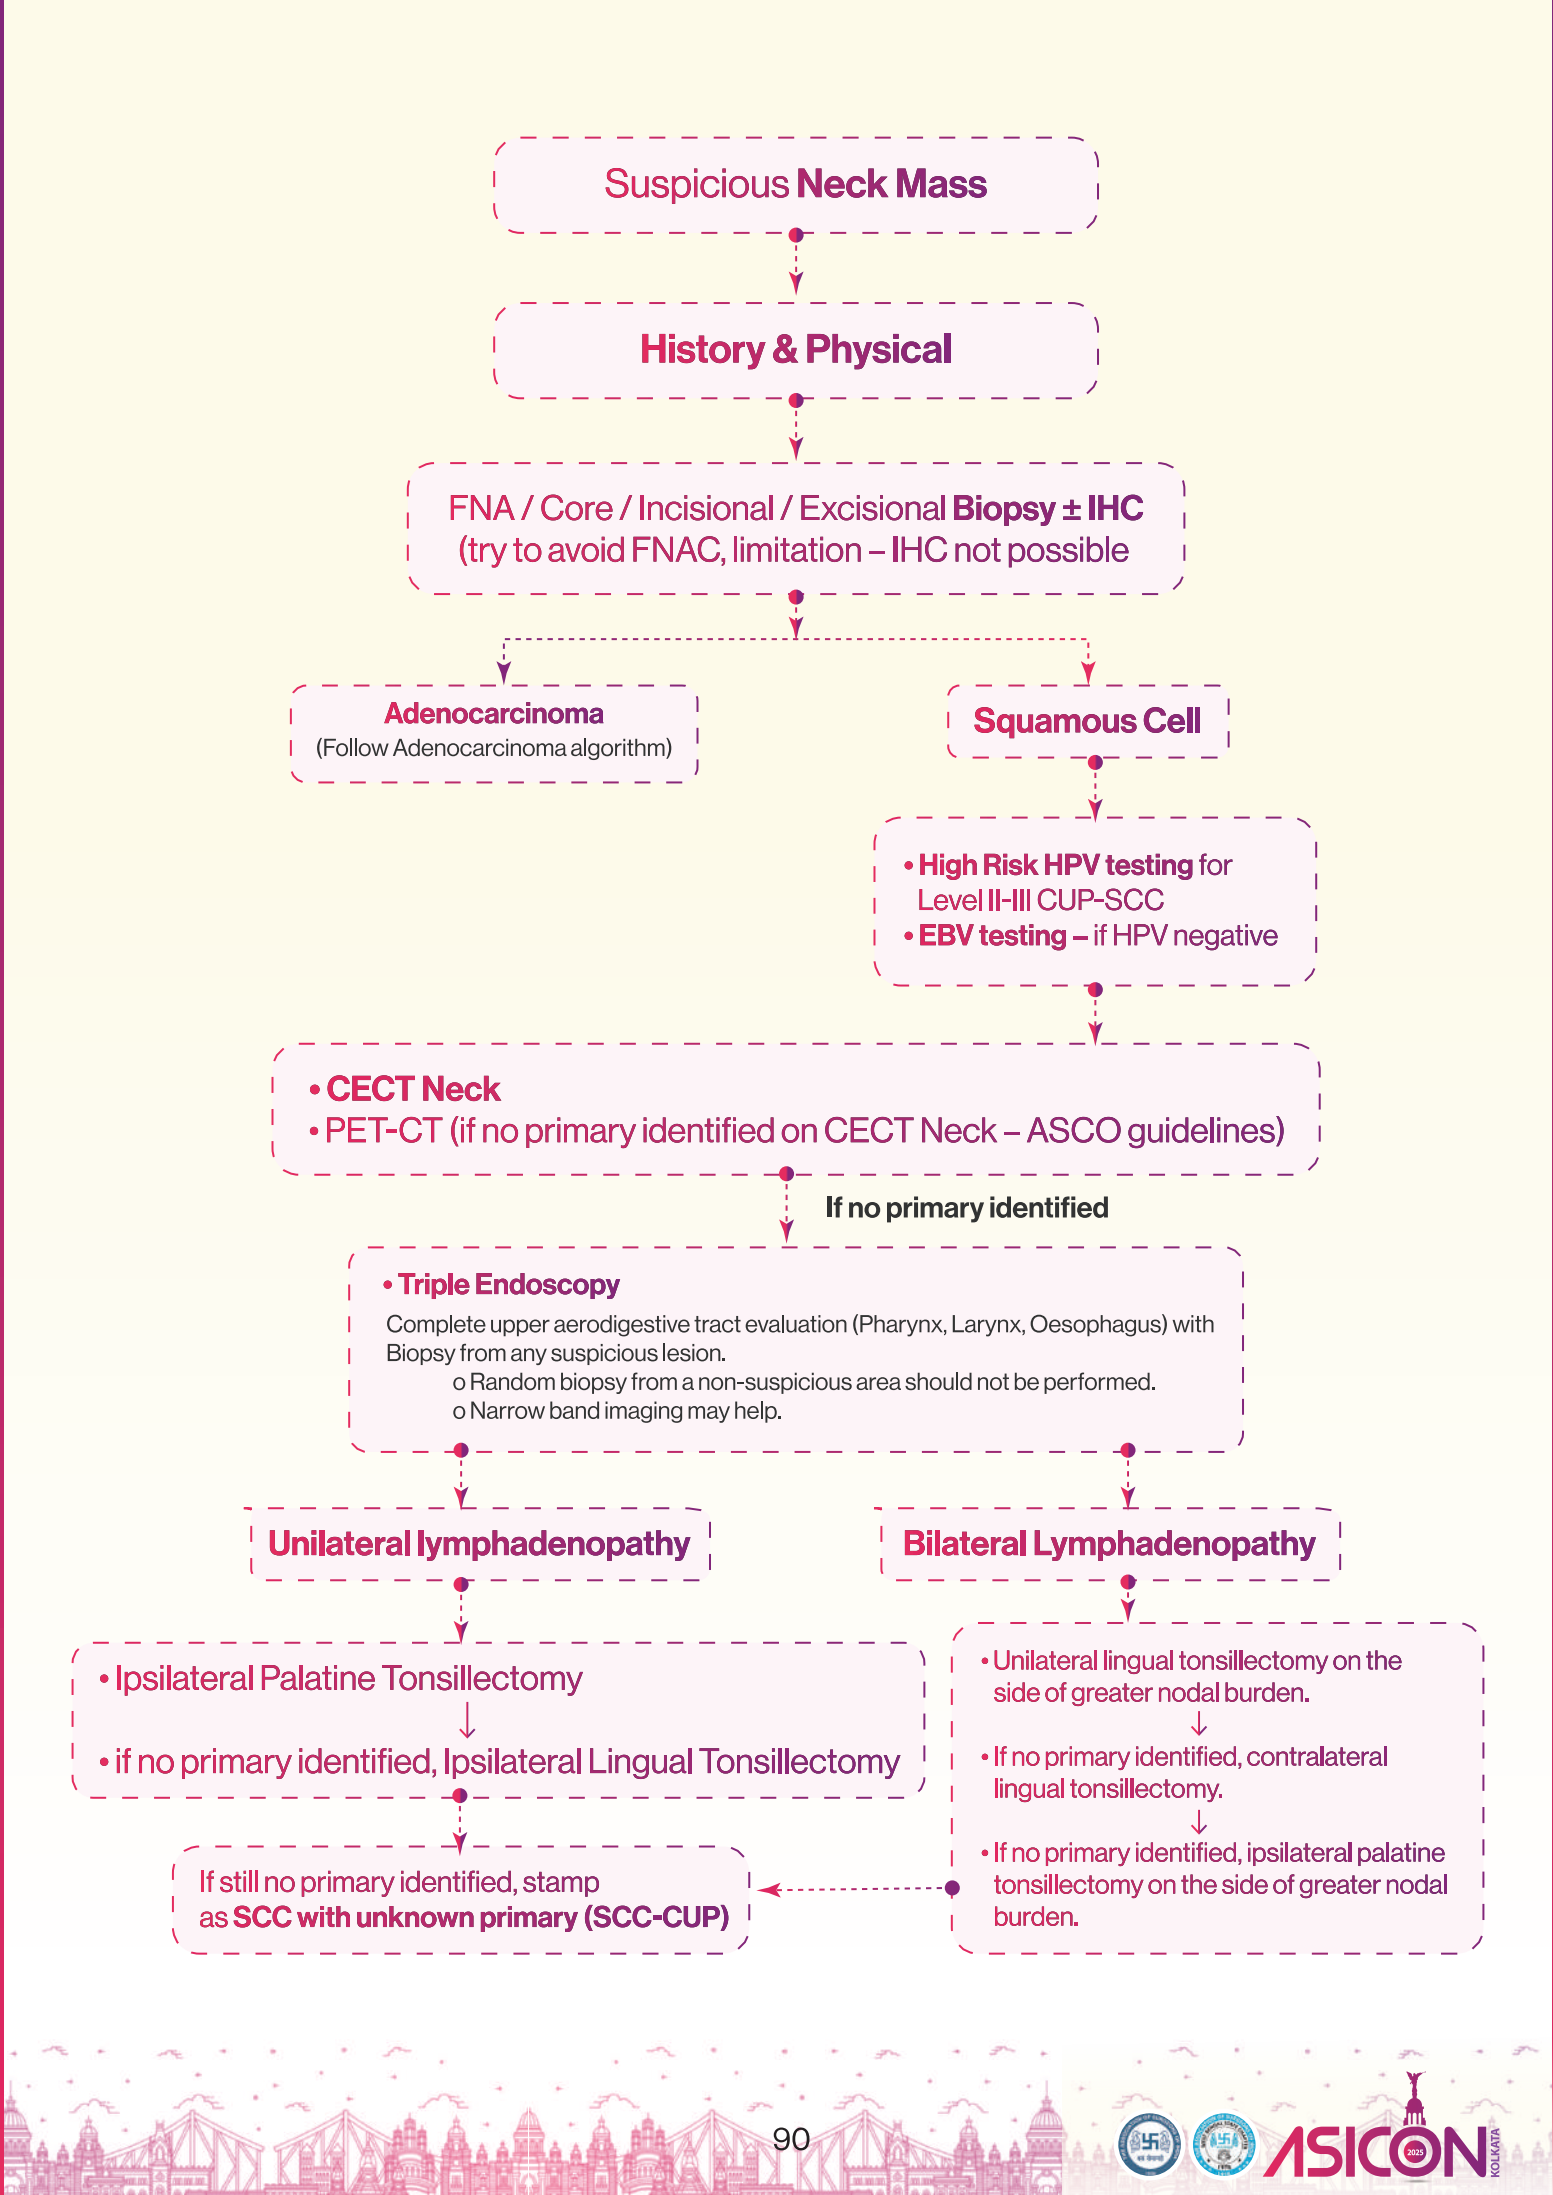 Suspicious Neck Mass
History & Physical
FNA / Core / Incisional / Excisional Biopsy ± IHC
(try to avoid FNAC, limitation – IHC not possible
Adenocarcinoma
(Follow Adenocarcinoma algorithm)
Squamous Cell
• High Risk HPV testing for
Level II-III CUP-SCC
• EBV testing – if HPV negative
• CECT Neck
• PET-CT (if no primary identified on CECT Neck – ASCO guidelines)
If no primary identified
• Triple Endoscopy
Complete upper aerodigestive tract evaluation (Pharynx, Larynx, Oesophagus) with
Biopsy from any suspicious lesion.
o Random biopsy from a non-suspicious area should not be performed.
o Narrow band imaging may help.
Unilateral lymphadenopathy
• Ipsilateral Palatine Tonsillectomy
• if no primary identified, Ipsilateral Lingual Tonsillectomy
Bilateral Lymphadenopathy
• Unilateral lingual tonsillectomy on the
side of greater nodal burden.
• If no primary identified, contralateral
lingual tonsillectomy.
• If no primary identified, ipsilateral palatine
tonsillectomy on the side of greater nodal
burden.
If still no primary identified, stamp
as SCC with unknown primary (SCC-CUP)
90
ASICON
2025
KOLKATA